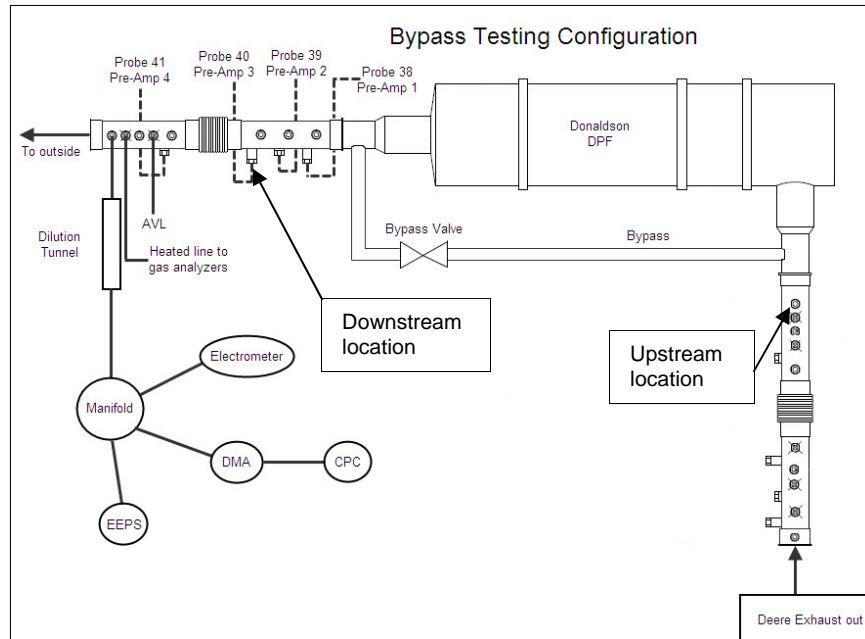 Bypass Testing Configuration
Probe 41
Pre-Amp 4
Probe 40
Pre-Amp 3
Probe 39
Pre-Amp 2
Probe 38
Pre-Amp 1
To outside
Donaldson
DPF
AVL
Dilution
Tunnel
Heated line to
gas analyzers
Bypass Valve
Bypass
Downstream
location
Upstream
location
Electrometer
Manifold
DMA
CPC
EEPS
Deere Exhaust out